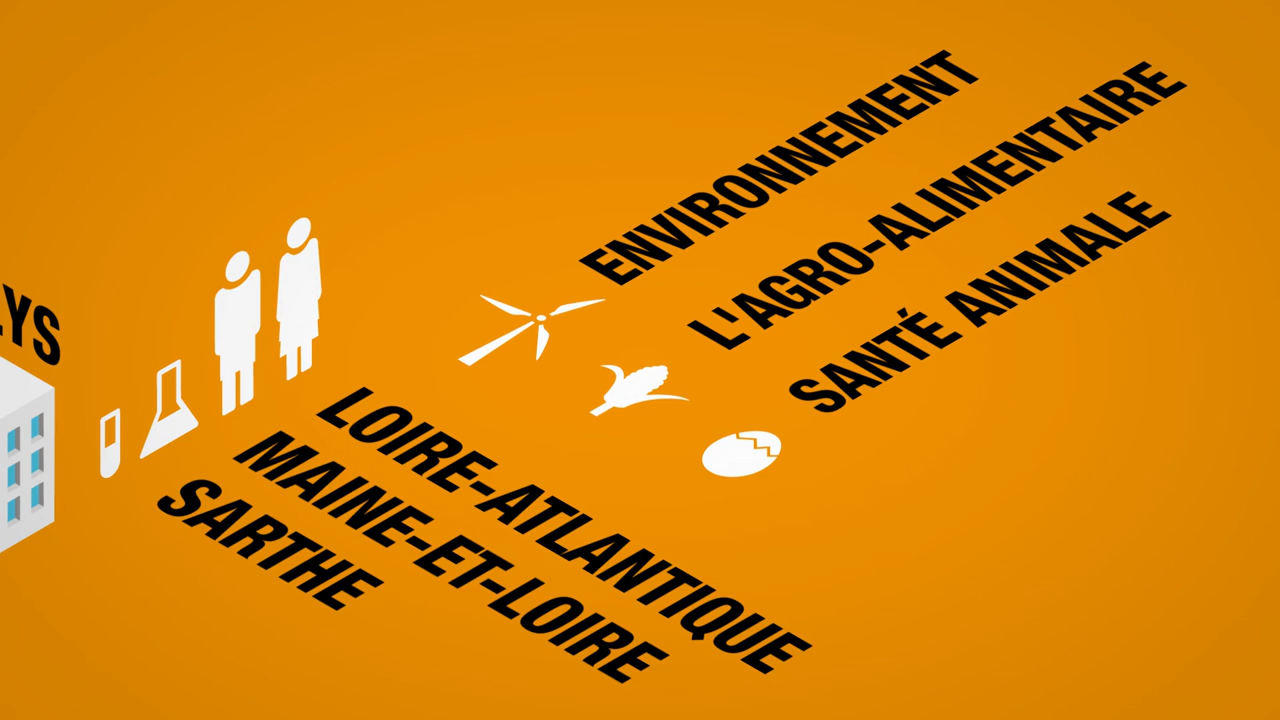 ENVIRONNEMENT
L'AGRO-ALIMENTAIRE
SANTÉ ANIMALE
LOIRE-ATLANTIQUE
MAINE-ET-LOIRE
SARTHE